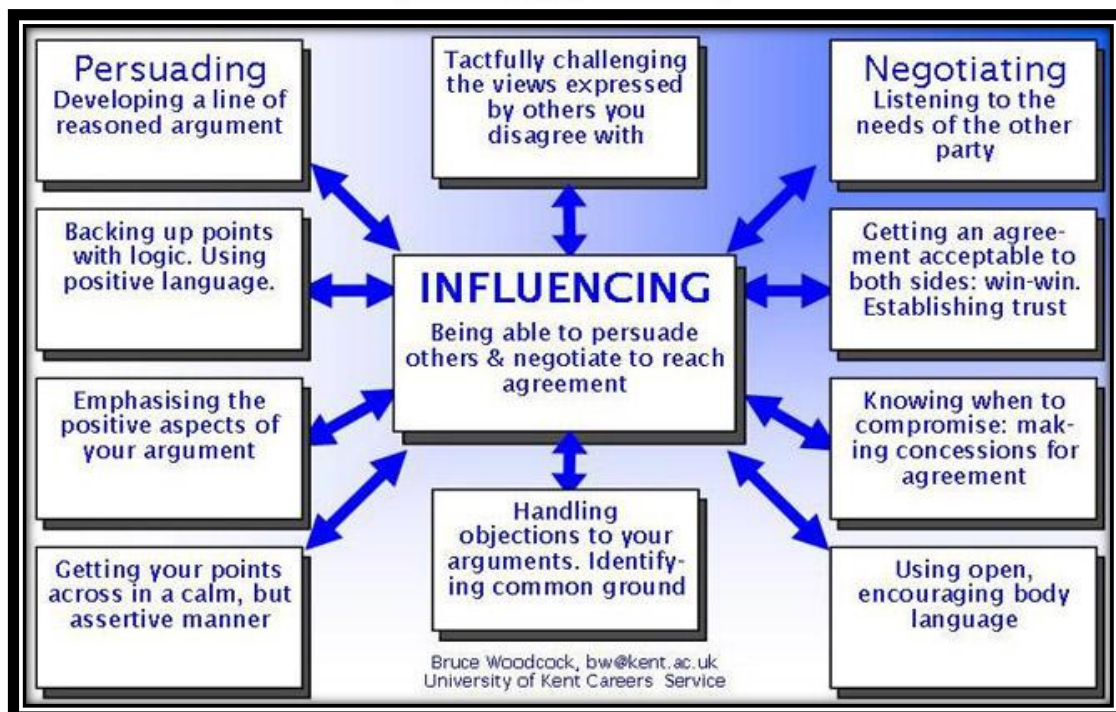 Persuading
Developing a line of
reasoned argument
Tactfully challenging
the views expressed
by others you
disagree with
Negotiating
Listening to the
needs of the other
party
Backing up points
with logic. Using
positive language.
INFLUENCING
Being able to persuade
others & negotiate to reach
agreement
Getting an agree-
ment acceptable to
both sides: win-win.
Establishing trust
Emphasising the
positive aspects of
your argument
Knowing when to
compromise: mak-
ing concessions for
agreement
Getting your points
across in a calm, but
assertive manner
Handling
objections to your
arguments. Identify-
ing common ground
Using open,
encouraging body
language
Bruce Woodcock, bw@kent.ac.uk
University of Kent Careers Service